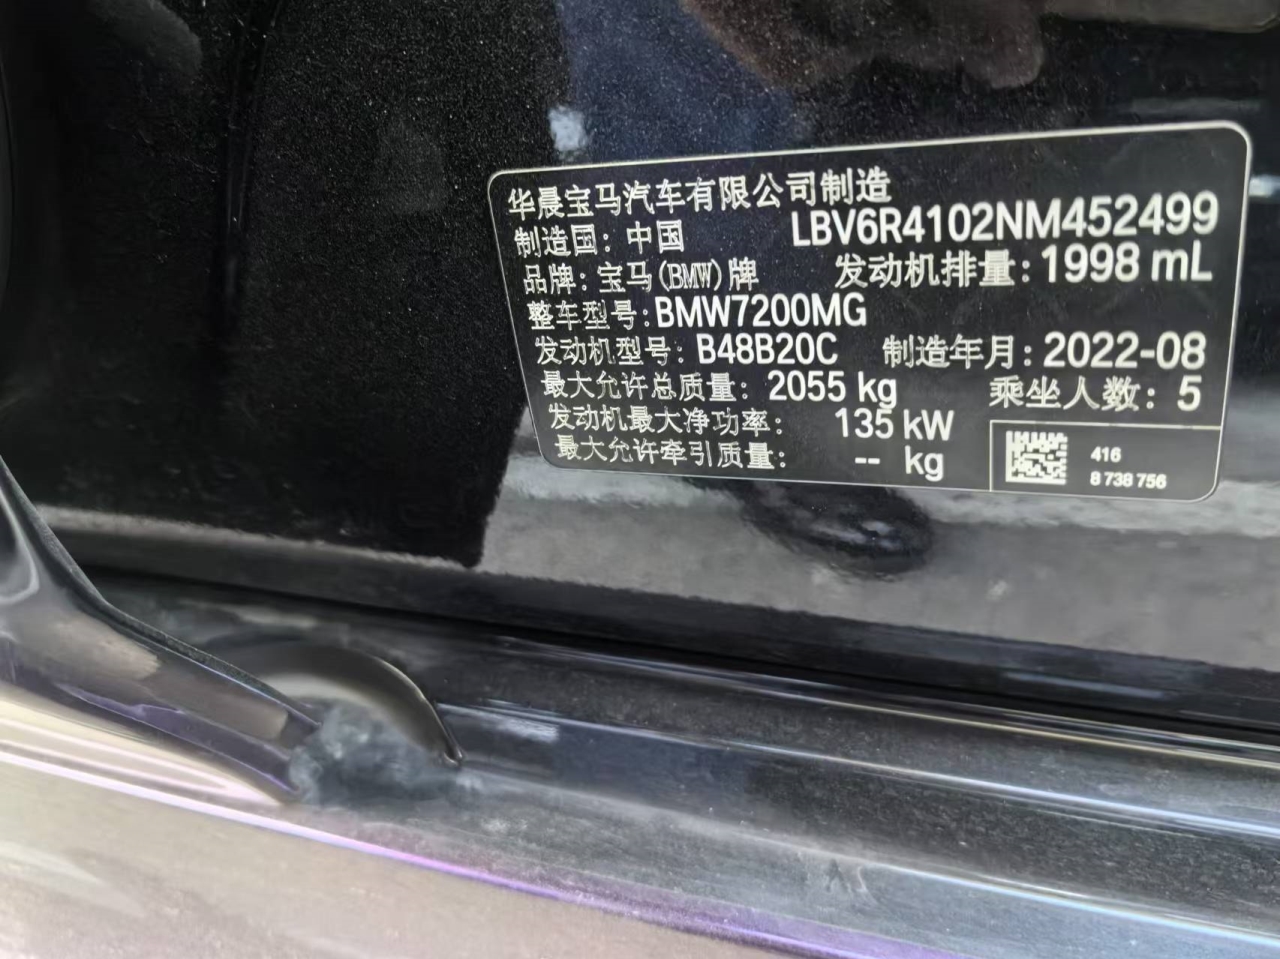 华晨宝马汽车有限公司制造
制造国：中国 LBV6R4102NM452499
品牌：宝马(BMW)牌 发动机排量：1998 mL
整车型号:BMW7200MG
发动机型号：B48B20C 制造年月：2022-08
最大允许总质量：2055 kg 乘坐人数：5
发动机最大净功率： 135 kW
最大允许牵引质量： -- kg
416
8 738 756